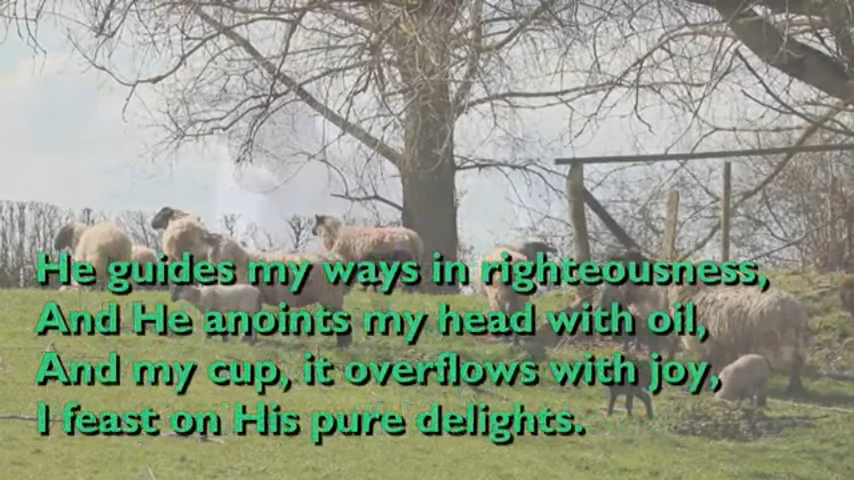 He guides my ways in righteousness,
And He anoints my head with oil,
And my cup, it overflows with joy,
I feast on His pure delights.